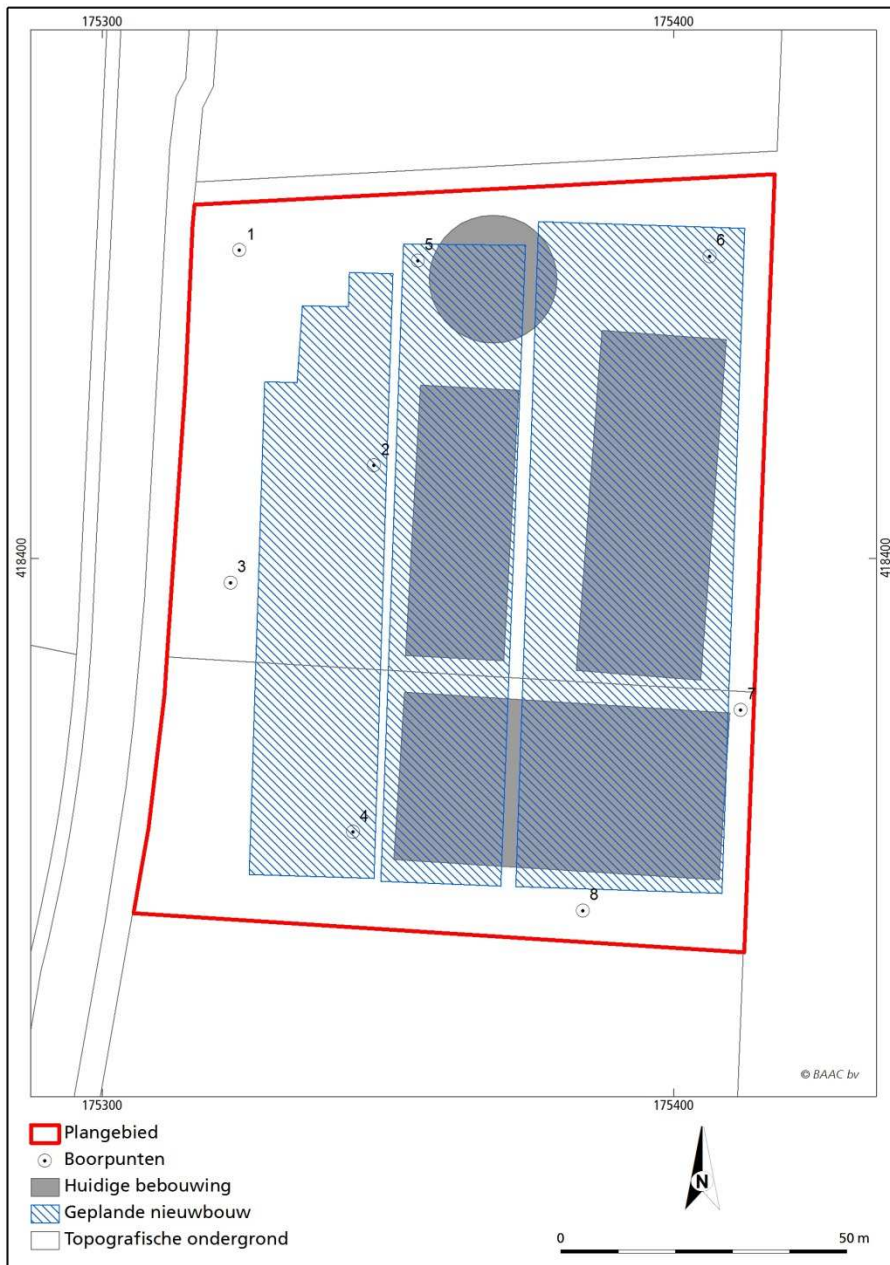 175300 175400
1
5
6
2
418400 418400
3
7
4
8
© BAAC bv
175300 175400
Plangebied
Boorpunten
Huidige bebouwing
Geplande nieuwbouw
Topografische ondergrond
N
0 50 m